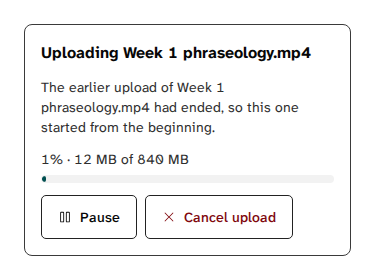 Uploading Week 1 phraseology.mp4
The earlier upload of Week 1
phraseology.mp4 had ended, so this one
started from the beginning.
1% · 12 MB of 840 MB
Pause
Cancel upload